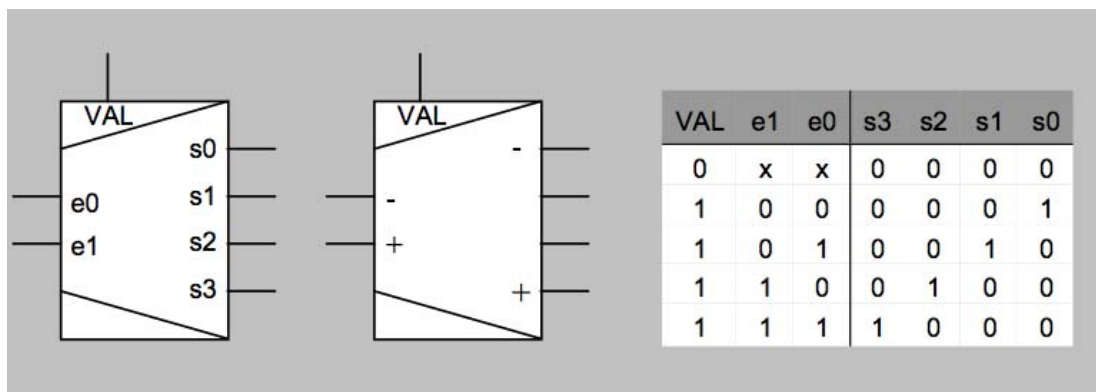 VAL
s0
s1
s2
s3
e0
e1
VAL
-
-
+
+
VAL e1 e0 s3 s2 s1 s0
0 x x 0 0 0 0
1 0 0 0 0 0 1
1 0 1 0 0 1 0
1 1 0 0 1 0 0
1 1 1 1 0 0 0